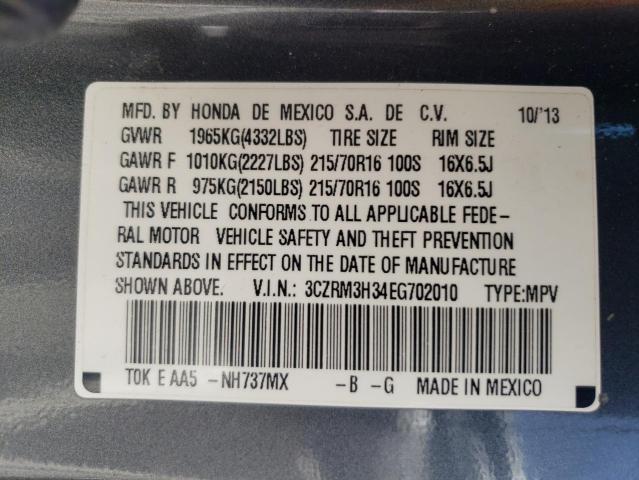 MFD. BY HONDA DE MEXICO S.A. DE C.V. 10/'13
GVWR 1965KG(4332LBS) TIRE SIZE RIM SIZE
GAWR F 1010KG(2227LBS) 215/70R16 100S 16X6.5J
GAWR R 975KG(2150LBS) 215/70R16 100S 16X6.5J
THIS VEHICLE CONFORMS TO ALL APPLICABLE FEDE-
RAL MOTOR VEHICLE SAFETY AND THEFT PREVENTION
STANDARDS IN EFFECT ON THE DATE OF MANUFACTURE
SHOWN ABOVE. V.I.N.: 3CZRM3H34EG702010 TYPE:MPV
T0K E AA5 -NH737MX -B -G MADE IN MEXICO